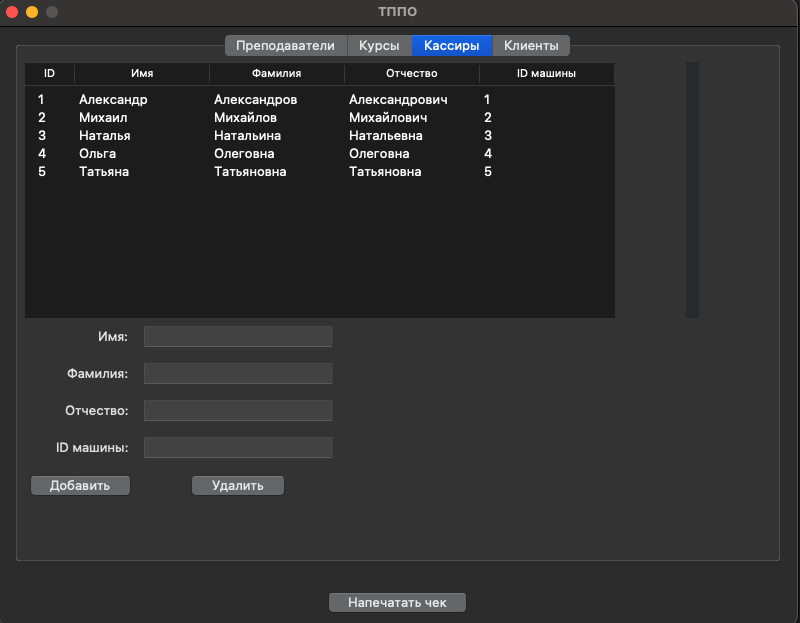 ТППО
Преподаватели Курсы Кассиры Клиенты
ID Имя Фамилия Отчество ID машины
1 Александр Александров Александрович 1
2 Михаил Михайлов Михайлович 2
3 Наталья Натальина Натальевна 3
4 Ольга Олеговна Олеговна 4
5 Татьяна Татьяновна Татьяновна 5
Имя:
Фамилия:
Отчество:
ID машины:
Добавить Удалить
Напечатать чек